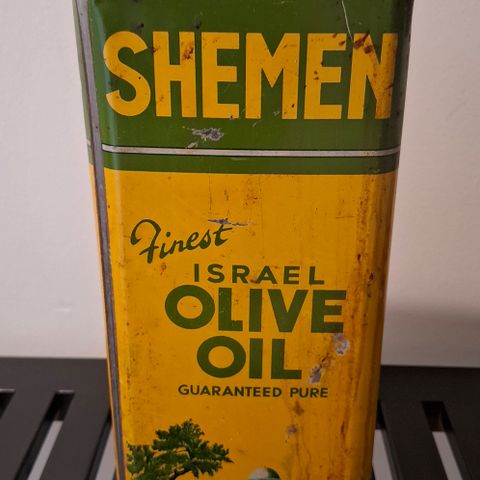 SHEMEN
Finest
ISRAEL
OLIVE
OIL
GUARANTEED PURE